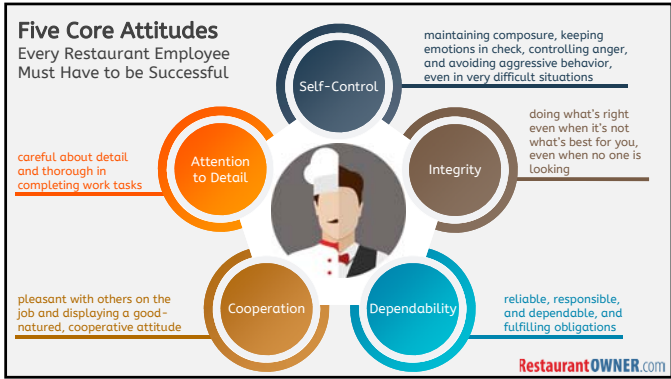 Five Core Attitudes
Every Restaurant Employee
Must Have to be Successful
Self-Control
maintaining composure, keeping
emotions in check, controlling anger,
and avoiding aggressive behavior,
even in very difficult situations
Attention
to Detail
careful about detail
and thorough in
completing work tasks
Integrity
doing what's right
even when it's not
what's best for you,
even when no one is
looking
Cooperation
pleasant with others on the
job and displaying a good-
natured, cooperative attitude
Dependability
reliable, responsible,
and dependable, and
fulfilling obligations
RestaurantOWNER.com